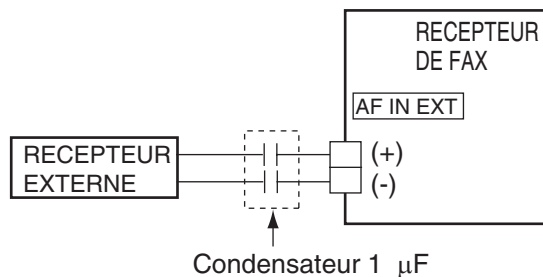 RECEPTEUR
DE FAX
AF IN EXT
RECEPTEUR
EXTERNE
(+)
(-)
Condensateur 1 μF